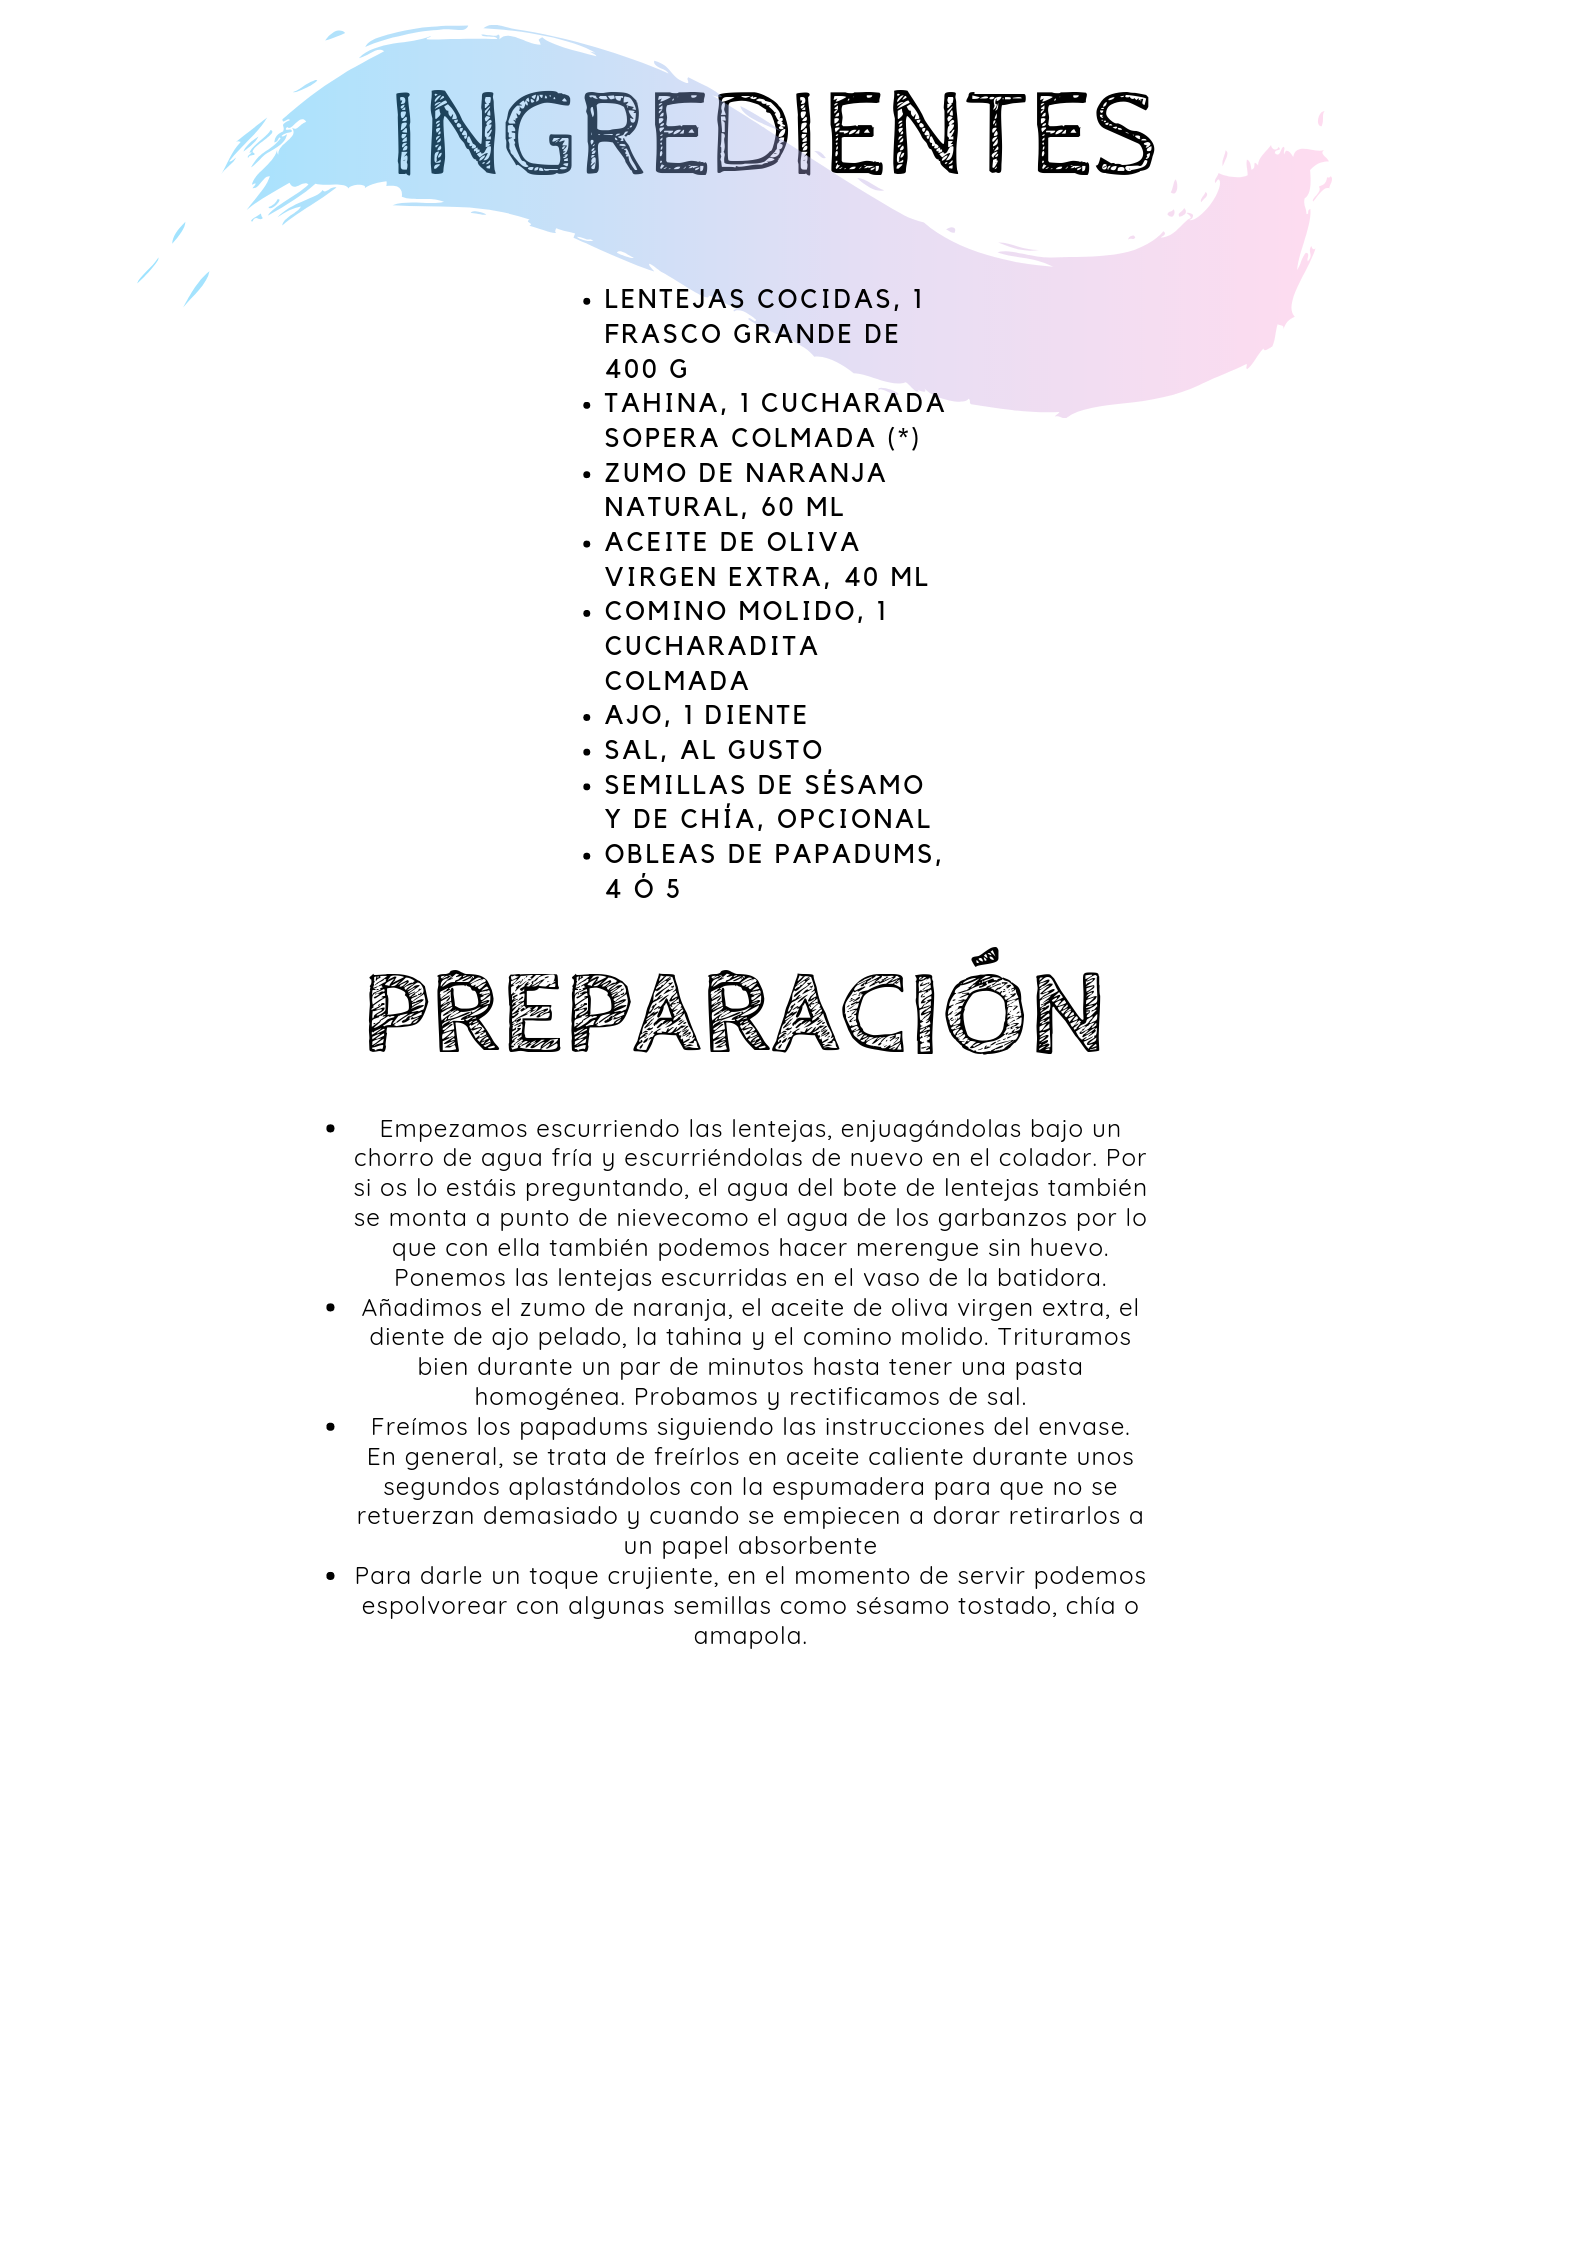 INGREDIENTES
• LENTEJAS COCIDAS, 1
FRASCO GRANDE DE
400 G
• TAHINA, 1 CUCHARADA
SOPERA COLMADA (*)
• ZUMO DE NARANJA
NATURAL, 60 ML
• ACEITE DE OLIVA
VIRGEN EXTRA, 40 ML
• COMINO MOLIDO, 1
CUCHARADITA
COLMADA
• AJO, 1 DIENTE
• SAL, AL GUSTO
• SEMILLAS DE SÉSAMO
Y DE CHÍA, OPCIONAL
• OBLEAS DE PAPADUMS,
4 Ó 5
PREPARACIÓN
• Empezamos escurriendo las lentejas, enjuagándolas bajo un
chorro de agua fría y escurriéndolas de nuevo en el colador. Por
si os lo estáis preguntando, el agua del bote de lentejas también
se monta a punto de nievecomo el agua de los garbanzos por lo
que con ella también podemos hacer merengue sin huevo.
Ponemos las lentejas escurridas en el vaso de la batidora.
• Añadimos el zumo de naranja, el aceite de oliva virgen extra, el
diente de ajo pelado, la tahina y el comino molido. Trituramos
bien durante un par de minutos hasta tener una pasta
homogénea. Probamos y rectificamos de sal.
• Freímos los papadums siguiendo las instrucciones del envase.
En general, se trata de freírlos en aceite caliente durante unos
segundos aplastándolos con la espumadera para que no se
retuerzan demasiado y cuando se empiecen a dorar retirarlos a
un papel absorbente
• Para darle un toque crujiente, en el momento de servir podemos
espolvorear con algunas semillas como sésamo tostado, chía o
amapola.